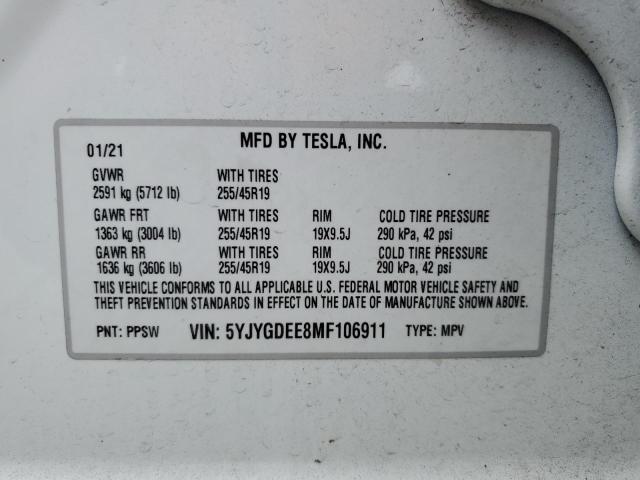 01/21 MFD BY TESLA, INC.
GVWR WITH TIRES
2591 kg (5712 lb) 255/45R19
GAWR FRT WITH TIRES RIM COLD TIRE PRESSURE
1363 kg (3004 lb) 255/45R19 19X9.5J 290 kPa, 42 psi
GAWR RR WITH TIRES RIM COLD TIRE PRESSURE
1636 kg (3606 lb) 255/45R19 19X9.5J 290 kPa, 42 psi
THIS VEHICLE CONFORMS TO ALL APPLICABLE U.S. FEDERAL MOTOR VEHICLE SAFETY AND
THEFT PREVENTION STANDARDS IN EFFECT ON THE DATE OF MANUFACTURE SHOWN ABOVE.
PNT: PPSW VIN: 5YJYGDEE8MF106911 TYPE: MPV